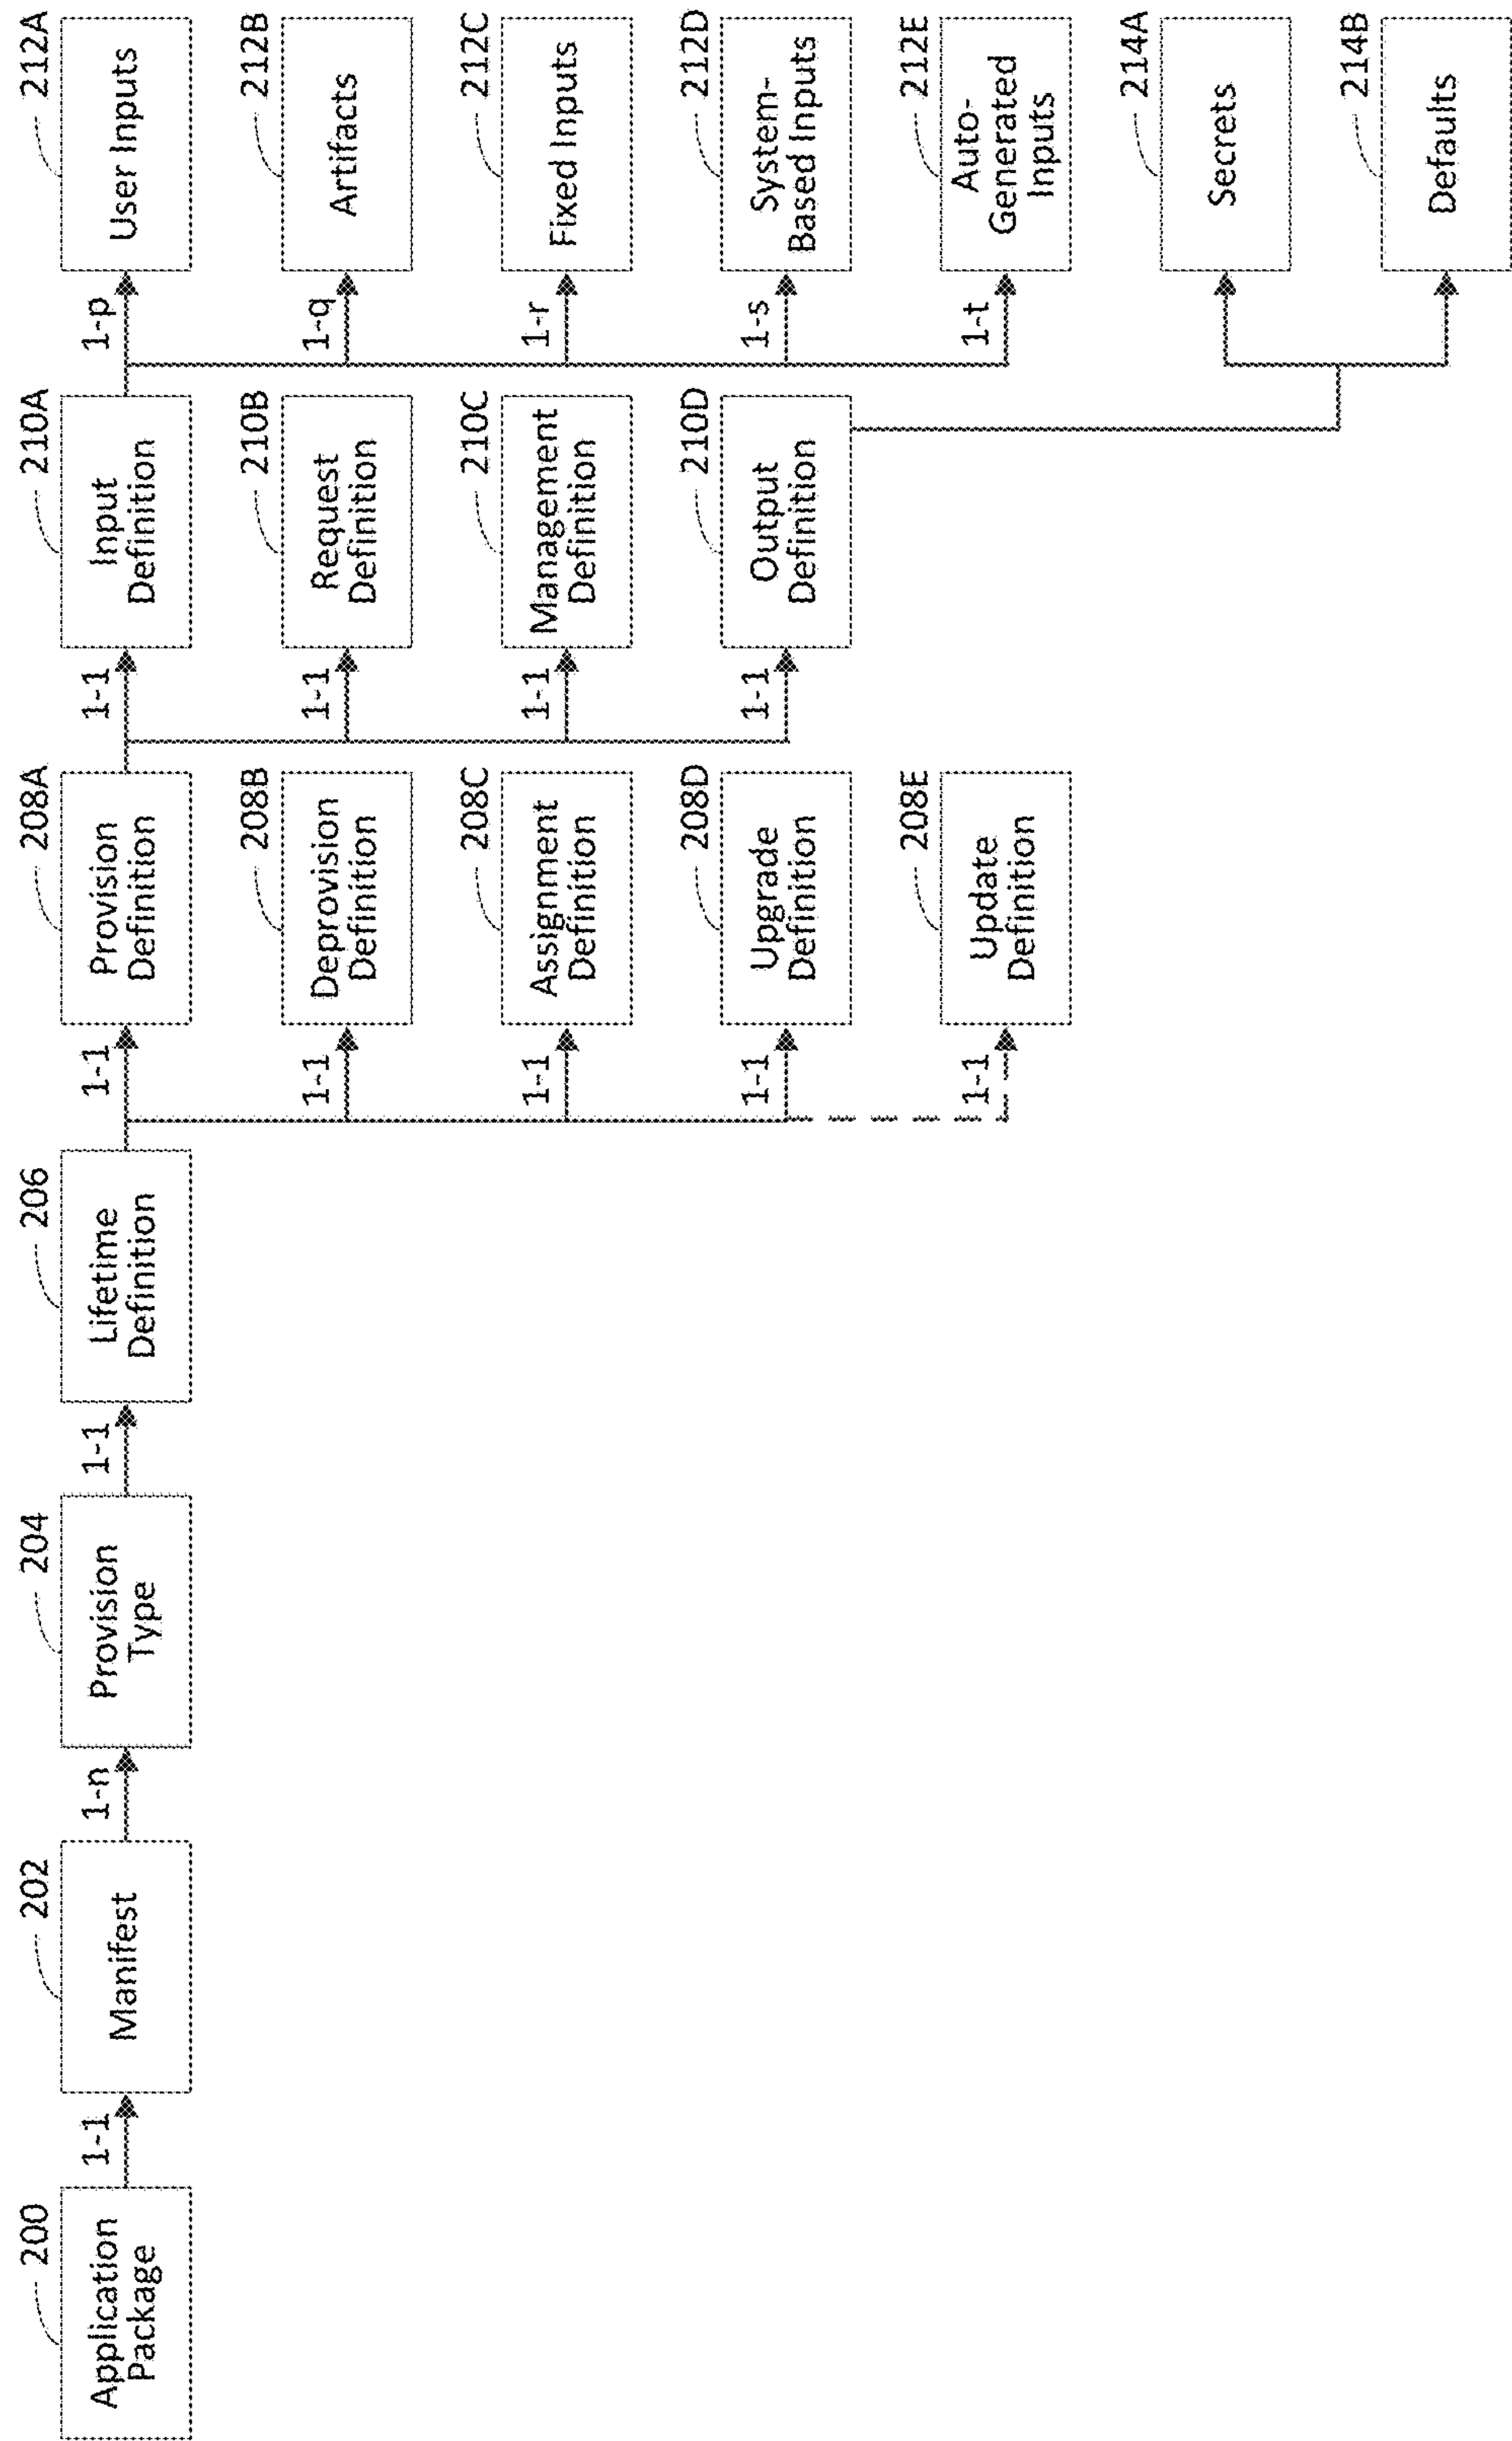 200
Application
Package
1-1
202
Manifest
1-n
204
Provision
Type
1-1
206
Lifetime
Definition
1-1
208A
Provision
Definition
1-1
208B
Deprovision
Definition
1-1
208C
Assignment
Definition
1-1
208D
Upgrade
Definition
1-1
208E
Update
Definition
1-1
210A
Input
Definition
1-1
210B
Request
Definition
1-1
210C
Management
Definition
1-1
210D
Output
Definition
1-p
212A
User Inputs
1-q
212B
Artifacts
1-r
212C
Fixed Inputs
1-s
212D
System-
Based Inputs
1-t
212E
Auto-
Generated
Inputs
214A
Secrets
214B
Defaults